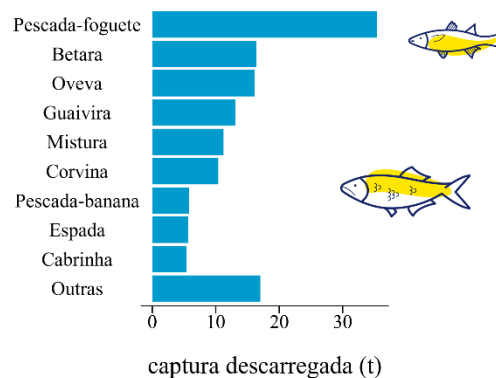 Pescada-foguete
Betara
Oveva
Guaivira
Mistura
Corvina
Pescada-banana
Espada
Cabrinha
Outras
0 10 20 30
captura descarregada (t)